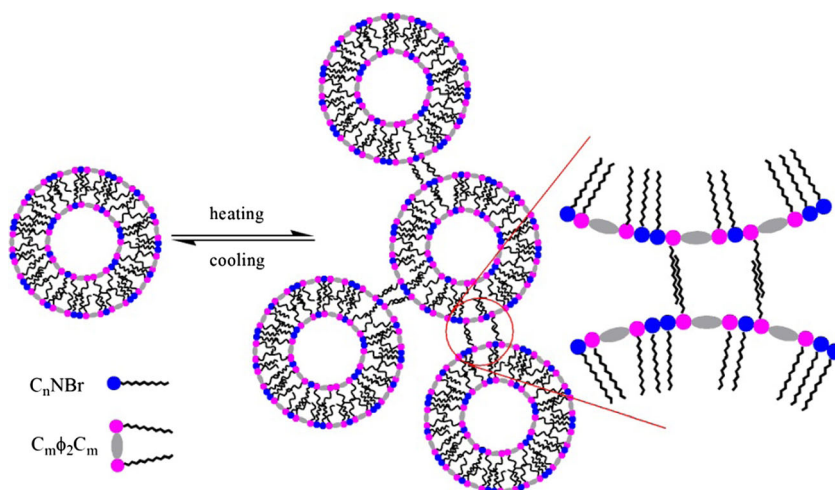 heating
cooling
CₙNBr
Cₘϕ₂Cₘ